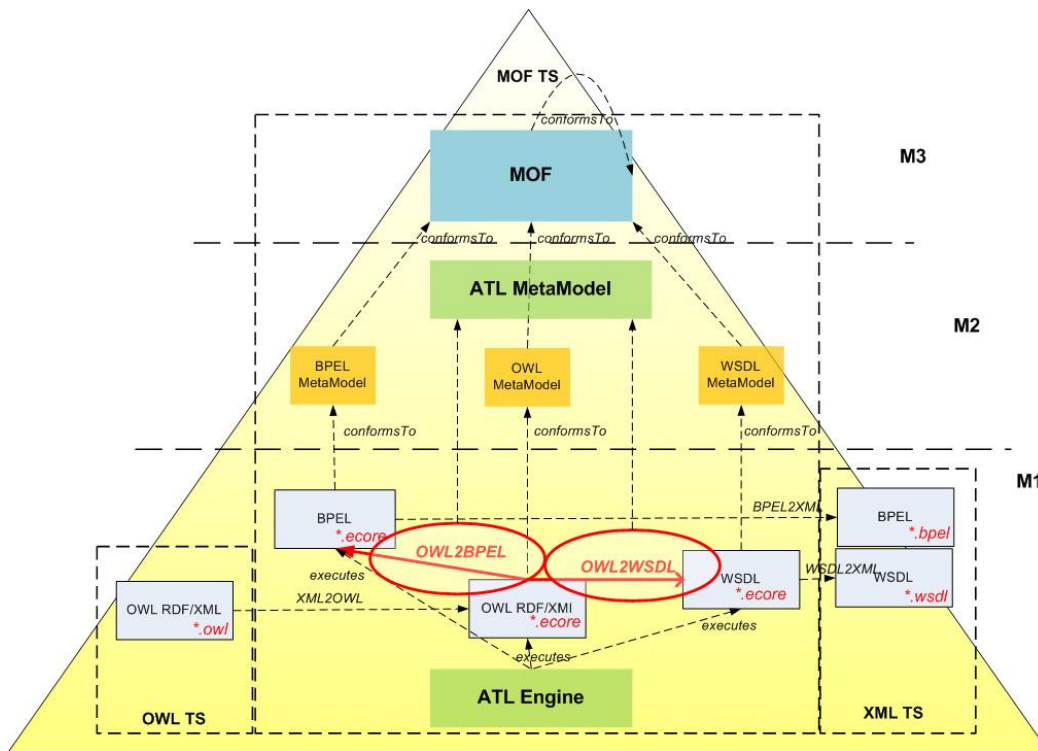 MOF TS
conformsTo
M3
MOF
conformsTo
conformsTo
conformsTo
ATL MetaModel
M2
BPEL
MetaModel
OWL
MetaModel
WSDL
MetaModel
conformsTo
conformsTo
conformsTo
M1
BPEL
*.ecore
BPEL2XML
BPEL
*.bpel
OWL2BPEL
OWL2WSDL
executes
WSDL
*.ecore
WSDL2XML
WSDL
*.wsdl
OWL RDF/XML
*.owl
XML2OWL
OWL RDF/XMI
*.ecore
executes
executes
ATL Engine
OWL TS
XML TS